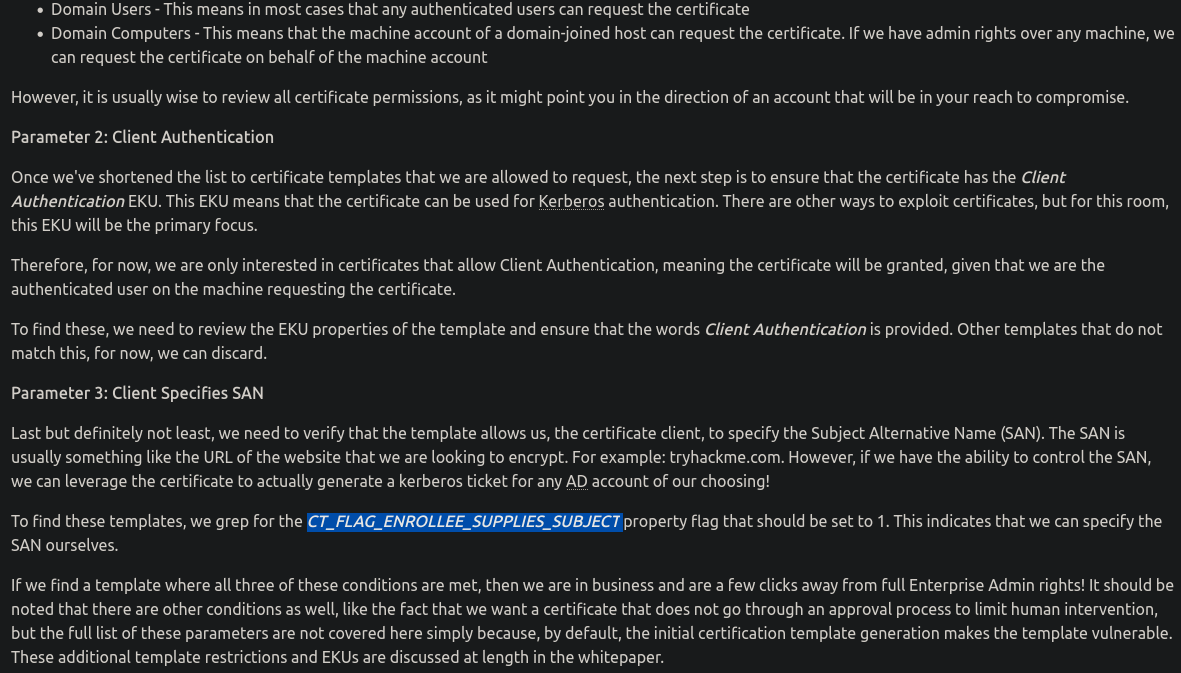 Domain Users - This means in most cases that any authenticated users can request the certificate
Domain Computers - This means that the machine account of a domain-joined host can request the certificate. If we have admin rights over any machine, we
can request the certificate on behalf of the machine account
However, it is usually wise to review all certificate permissions, as it might point you in the direction of an account that will be in your reach to compromise.
Parameter 2: Client Authentication
Once we've shortened the list to certificate templates that we are allowed to request, the next step is to ensure that the certificate has the Client
Authentication EKU. This EKU means that the certificate can be used for Kerberos authentication. There are other ways to exploit certificates, but for this room,
this EKU will be the primary focus.
Therefore, for now, we are only interested in certificates that allow Client Authentication, meaning the certificate will be granted, given that we are the
authenticated user on the machine requesting the certificate.
To find these, we need to review the EKU properties of the template and ensure that the words Client Authentication is provided. Other templates that do not
match this, for now, we can discard.
Parameter 3: Client Specifies SAN
Last but definitely not least, we need to verify that the template allows us, the certificate client, to specify the Subject Alternative Name (SAN). The SAN is
usually something like the URL of the website that we are looking to encrypt. For example: tryhackme.com. However, if we have the ability to control the SAN,
we can leverage the certificate to actually generate a kerberos ticket for any AD account of our choosing!
To find these templates, we grep for the CT_FLAG_ENROLLEE_SUPPLIES_SUBJECT property flag that should be set to 1. This indicates that we can specify the
SAN ourselves.
If we find a template where all three of these conditions are met, then we are in business and are a few clicks away from full Enterprise Admin rights! It should be
noted that there are other conditions as well, like the fact that we want a certificate that does not go through an approval process to limit human intervention,
but the full list of these parameters are not covered here simply because, by default, the initial certification template generation makes the template vulnerable.
These additional template restrictions and EKUs are discussed at length in the whitepaper.